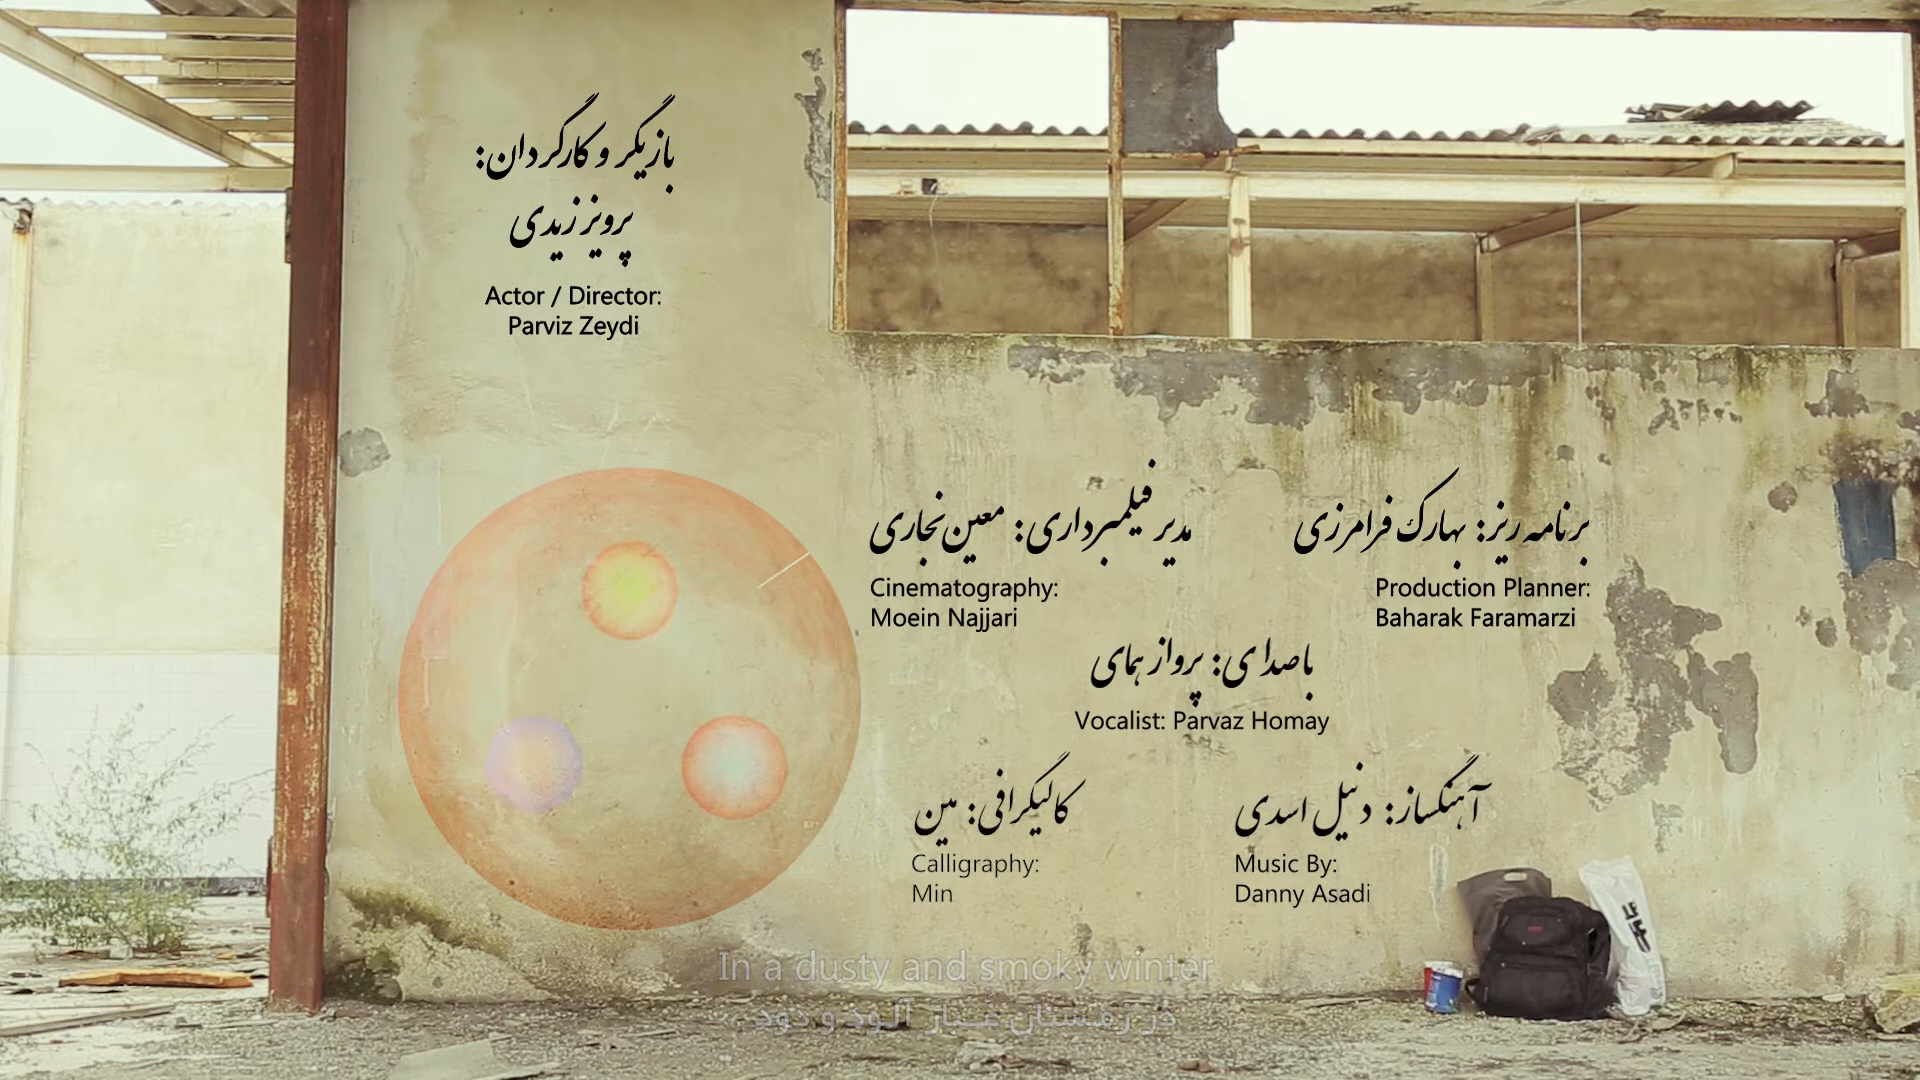 بازیگر و کارگردان:
پرویز زیدی
Actor / Director:
Parviz Zeydi
برنامه ریز: بهارک فرامرزی
Production Planner:
Baharak Faramarzi
مدیر فیلمبرداری: معین نجاری
Cinematography:
Moein Najjari
با صدای: پرواز همای
Vocalist: Parvaz Homay
آهنگساز: دنیل اسدی
Music By:
Danny Asadi
کالیگرافی: مین
Calligraphy:
Min
In a dusty and smoky winter
در زمستان غبار آلود و دود